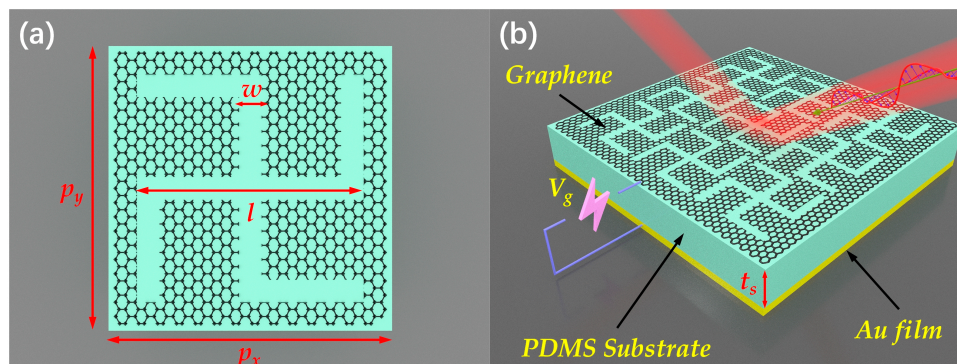 (a)
w
p_y
l
p_x
(b)
Graphene
V_g
t_s
PDMS Substrate
Au film